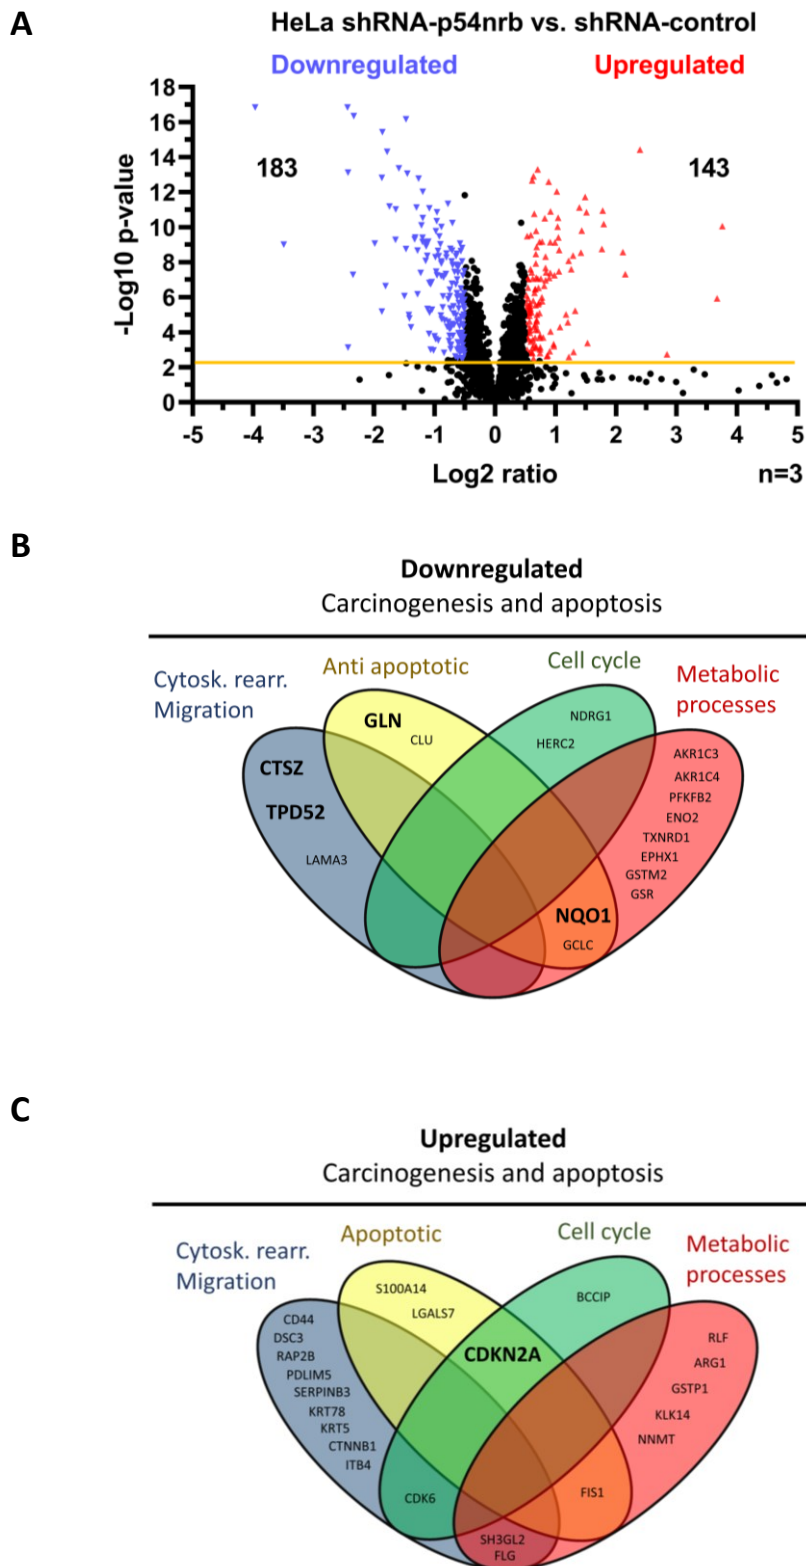 A
HeLa shRNA-p54nrb vs. shRNA-control
Downregulated Upregulated
18
16
14
12
10
8
6
4
2
0
-Log10 p-value
183 143
-5 -4 -3 -2 -1 0 1 2 3 4 5
Log2 ratio n=3
B
Downregulated
Carcinogenesis and apoptosis
Cytosk. rearr.
Migration
Anti apoptotic
Cell cycle
Metabolic
processes
CTSZ
TPD52
LAMA3
GLN
CLU
NDRG1
HERC2
AKR1C3
AKR1C4
PFKFB2
ENO2
TXNRD1
EPHX1
GSTM2
GSR
NQO1
GCLC
C
Upregulated
Carcinogenesis and apoptosis
Cytosk. rearr.
Migration
Apoptotic
Cell cycle
Metabolic
processes
CD44
DSC3
RAP2B
PDLIM5
SERPINB3
KRT78
KRT5
CTNNB1
ITB4
S100A14
LGALS7
CDKN2A
BCCIP
RLF
ARG1
GSTP1
KLK14
NNMT
CDK6
FIS1
SH3GL2
FLG